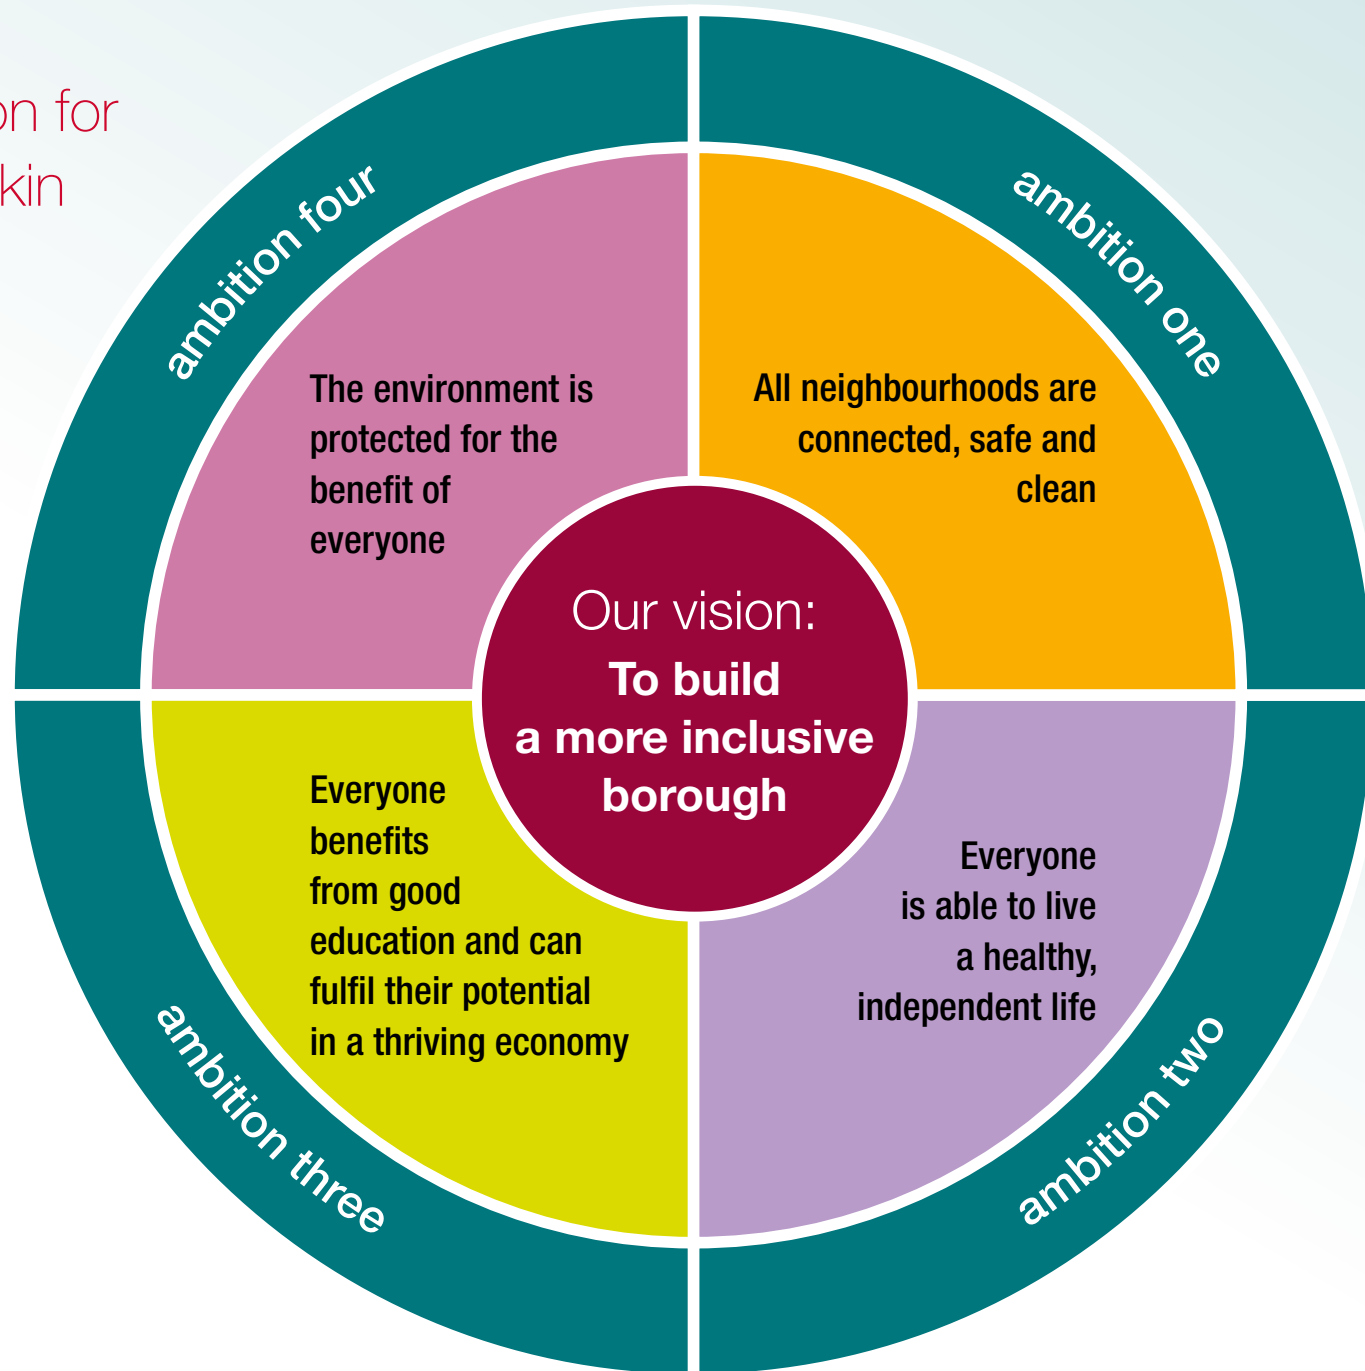 on for
kin
ambition four
The environment is
protected for the
benefit of
everyone
ambition one
All neighbourhoods are
connected, safe and
clean
Our vision:
To build
a more inclusive
borough
Everyone
benefits
from good
education and can
fulfil their potential
in a thriving economy
ambition three
Everyone
is able to live
a healthy,
independent life
ambition two